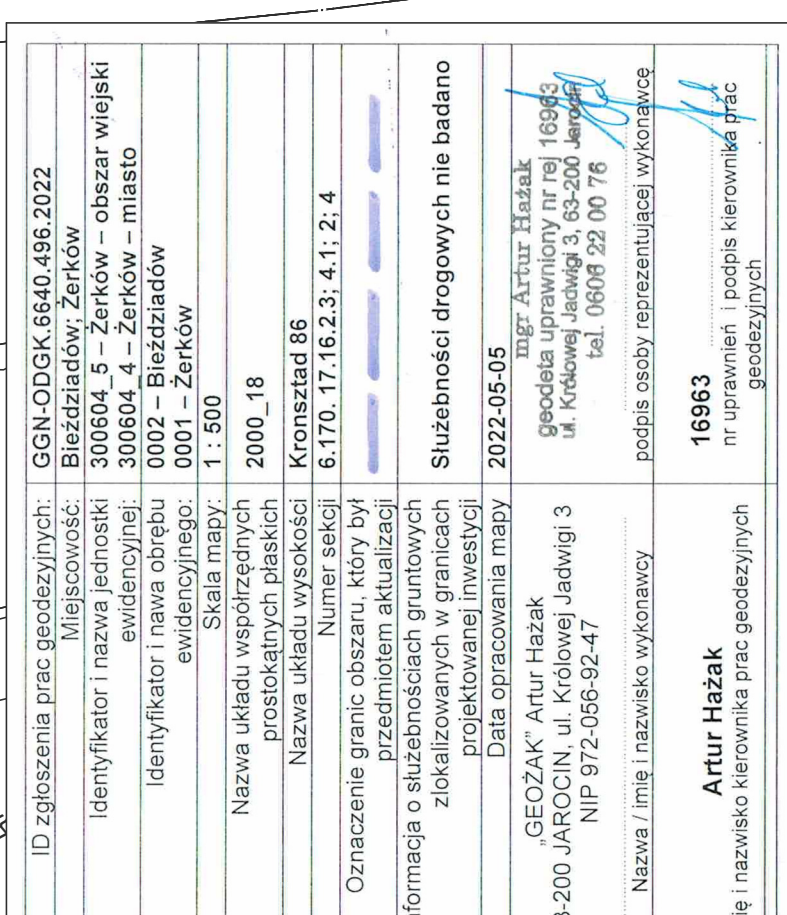 ID zgłoszenia prac geodezyjnych: GGN-ODGK.6640.496.2022
Miejscowość: Bieździadów; Żerków
Identyfikator i nazwa jednostki 300604_5 – Żerków – obszar wiejski
ewidencyjnej: 300604_4 – Żerków – miasto
Identyfikator i nawa obrębu 0002 – Bieździadów
ewidencyjnego: 0001 – Żerków
Skala mapy: 1 : 500
Nazwa układu współrzędnych
prostokątnych płaskich
2000_18
Nazwa układu wysokości Kronsztad 86
Numer sekcji 6.170. 17.16.2.3; 4.1; 2; 4
Oznaczenie granic obszaru, który był
przedmiotem aktualizacji
formacja o służebnościach gruntowych
zlokalizowanych w granicach
projektowanej inwestycji
Służebności drogowych nie badano
Data opracowania mapy 2022-05-05
„GEOŻAK” Artur Hażak
3-200 JAROCIN, ul. Królowej Jadwigi 3
NIP 972-056-92-47
Nazwa / imię i nazwisko wykonawcy
mgr Artur Hażak
geodeta uprawniony nr rej 16963
ul. Królowej Jadwigi 3, 63-200 Jarocin
tel. 0606 22 00 76
podpis osoby reprezentującej wykonawcę
Artur Hażak
ię i nazwisko kierownika prac geodezyjnych
16963
nr uprawnień i podpis kierownika prac
geodezyjnych